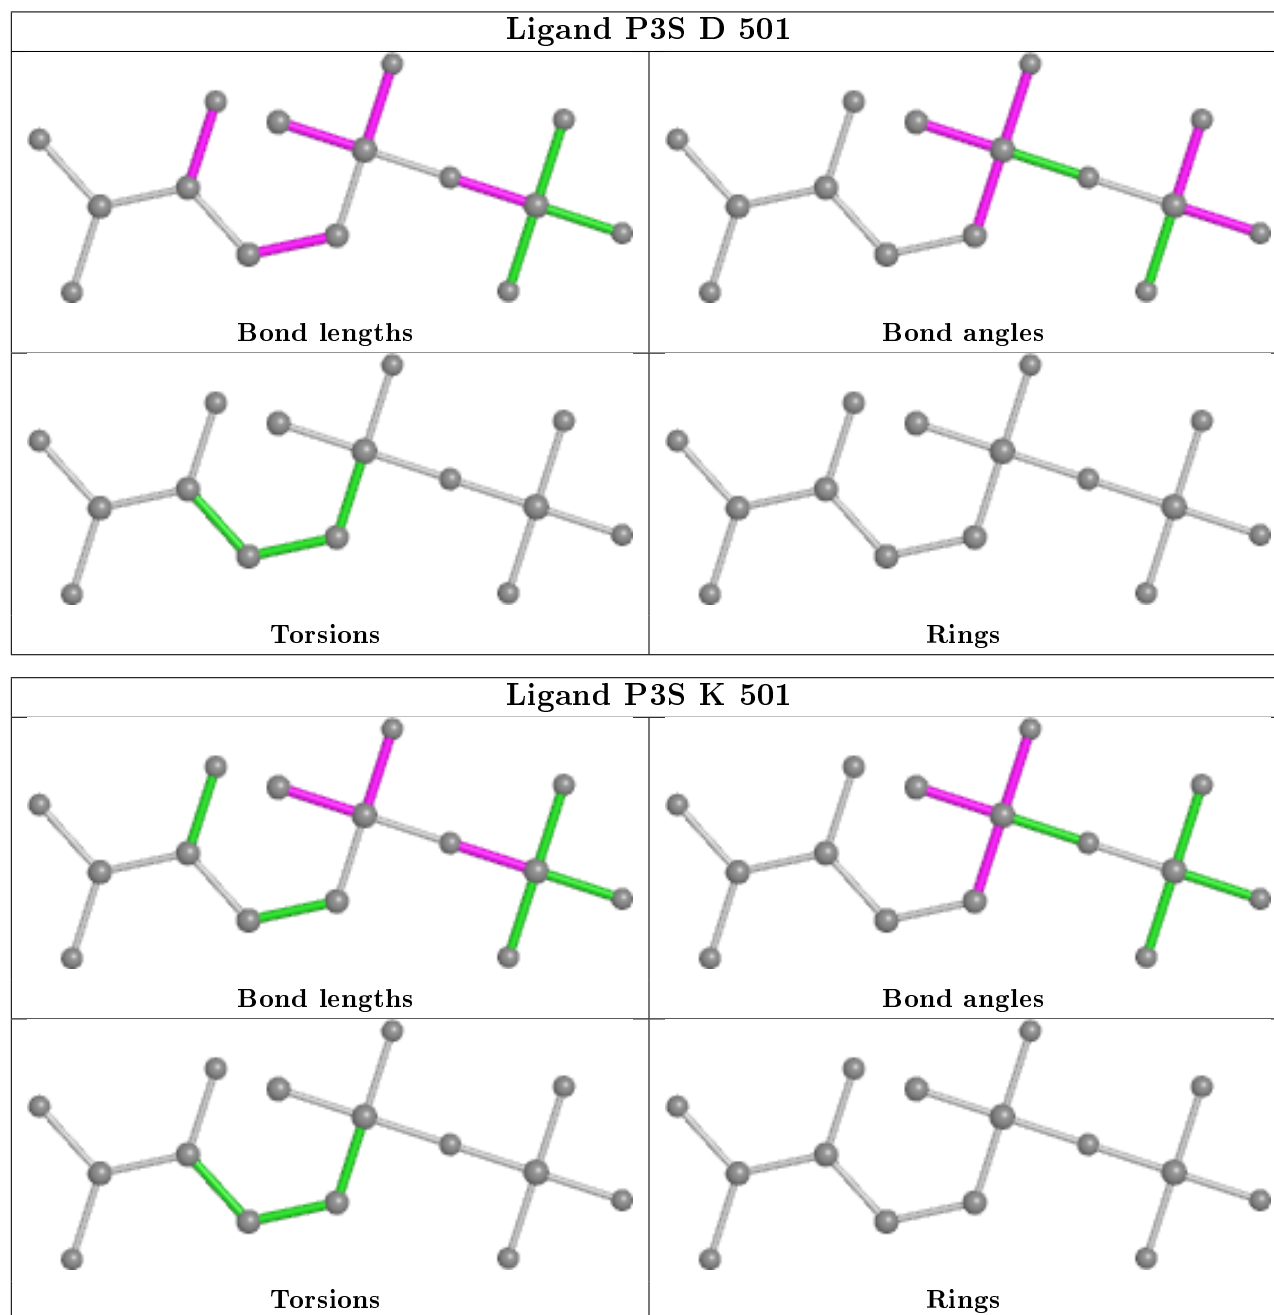 Ligand P3S D 501
Bond lengths
Bond angles
Torsions
Rings
Ligand P3S K 501
Bond lengths
Bond angles
Torsions
Rings